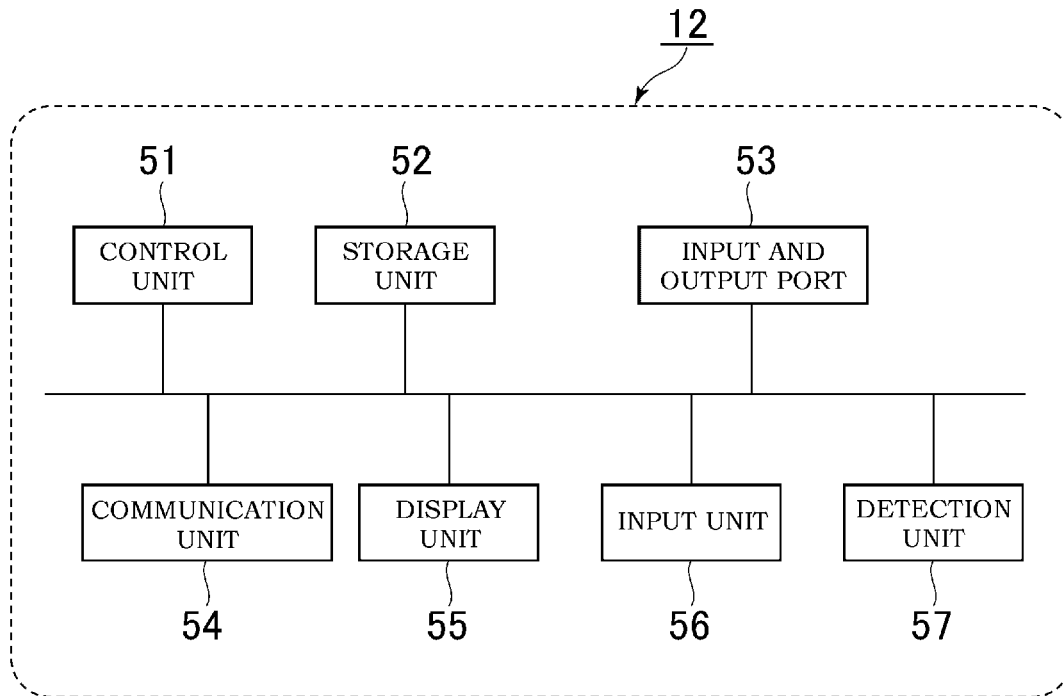 12
51
52
53
CONTROL
UNIT
STORAGE
UNIT
INPUT AND
OUTPUT PORT
COMMUNICATION
UNIT
DISPLAY
UNIT
INPUT UNIT
DETECTION
UNIT
54
55
56
57